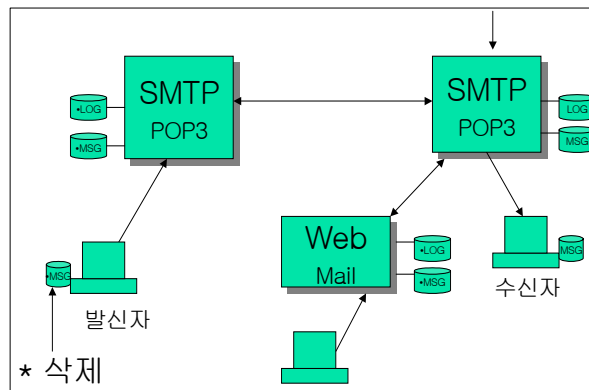 SMTP
POP3
•LOG
•MSG
SMTP
POP3
LOG
MSG
Web
Mail
•LOG
•MSG
•MSG
발신자
MSG
수신자
* 삭제